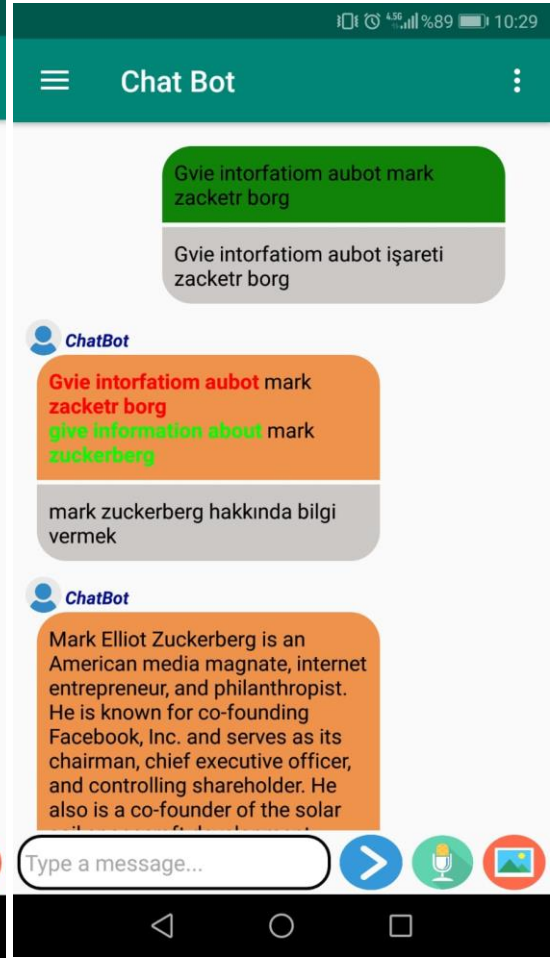 4.5G %89 10:29
Chat Bot
Gvie intorfatiom aubot mark
zacketr borg
Gvie intorfatiom aubot işareti
zacketr borg
ChatBot
Gvie intorfatiom aubot mark
zacketr borg
give information about mark
zuckerberg
mark zuckerberg hakkında bilgi
vermek
ChatBot
Mark Elliot Zuckerberg is an
American media magnate, internet
entrepreneur, and philanthropist.
He is known for co-founding
Facebook, Inc. and serves as its
chairman, chief executive officer,
and controlling shareholder. He
also is a co-founder of the solar
Type a message...